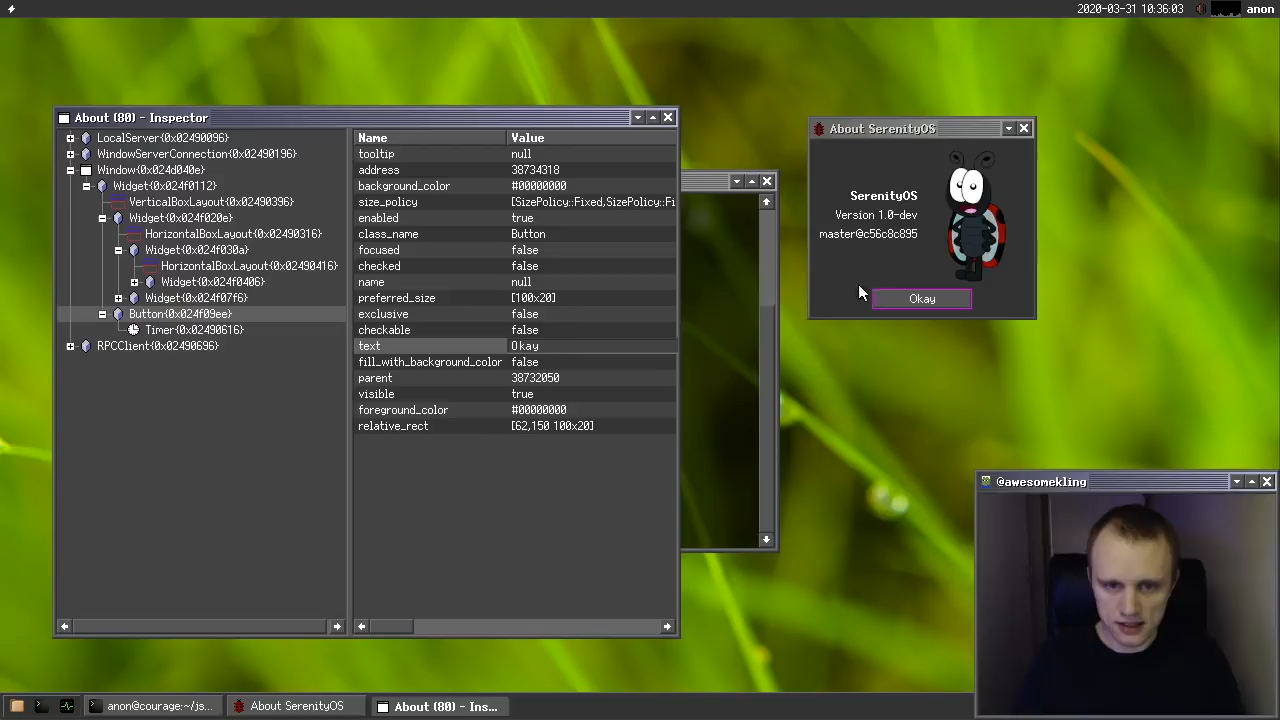 2020-03-31 10:36:03 anon
About (80) - Inspector
LocalServer{0x02490096}
WindowServerConnection{0x02490196}
Window{0x024d040e}
Widget{0x024f0112}
VerticalBoxLayout{0x02490396}
Widget{0x024f020e}
HorizontalBoxLayout{0x02490316}
Widget{0x024f030a}
HorizontalBoxLayout{0x02490416}
Widget{0x024f0406}
Widget{0x024f07f6}
Button{0x024f09ee}
Timer{0x02490616}
RPCClient{0x02490696}
Name Value
tooltip null
address 38734318
background_color #00000000
size_policy [SizePolicy::Fixed,SizePolicy::Fi
enabled true
class_name Button
focused false
checked false
name null
preferred_size [100x20]
exclusive false
checkable false
text Okay
fill_with_background_color false
parent 38732050
visible true
foreground_color #00000000
relative_rect [62,150 100x20]
About SerenityOS
SerenityOS
Version 1.0-dev
master@c56c8c895
Okay
@awesomekling
anon@courage:~/js...
About SerenityOS
About (80) - Ins...